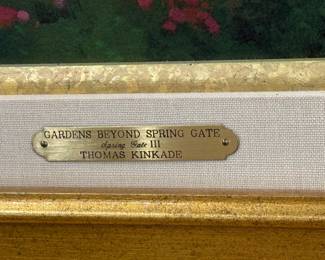 GARDENS BEYOND SPRING GATE
Spring Gate III
THOMAS KINKADE